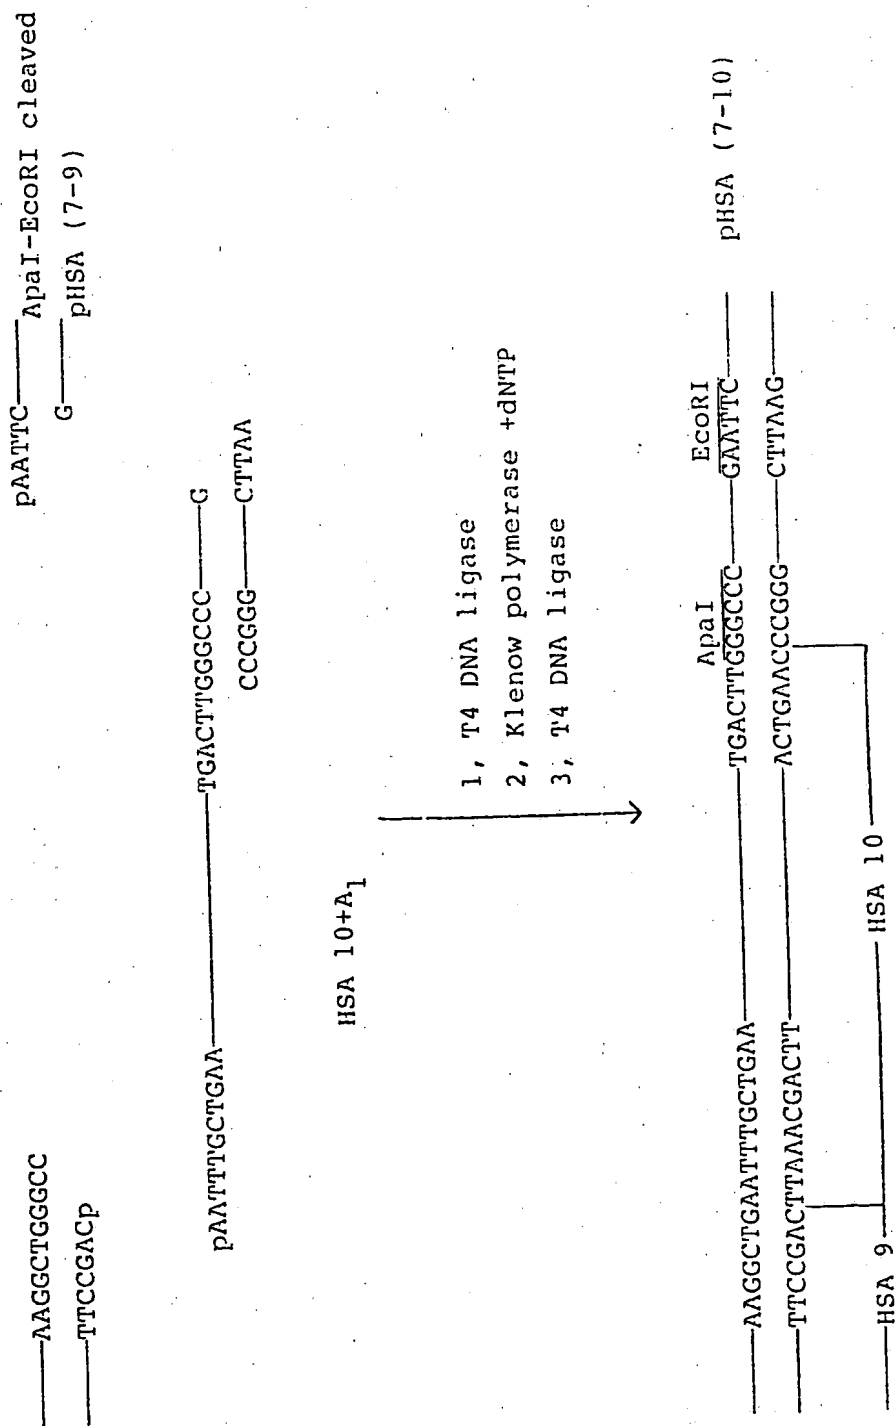 pAATTC———ApaI-EcoRI cleaved
G———pHSA (7-9)
———AAGGCTGGGCC
———TTCCGACp
pAATTTGCTGAA———TGACTTGGGCCC———G
CCCGGG———CTTAA
HSA 10+A1
1, T4 DNA ligase
2, Klenow polymerase +dNTP
3, T4 DNA ligase
ApaI EcoRI
———AAGGCTGAATTTGCTGAA———TGACTTGGGCCC———GAATTC——— pHSA (7-10)
———TTCCGACTTAAACGACTT———ACTGAACCCGGG———CTTAAG———
———HSA 9———HSA 10———